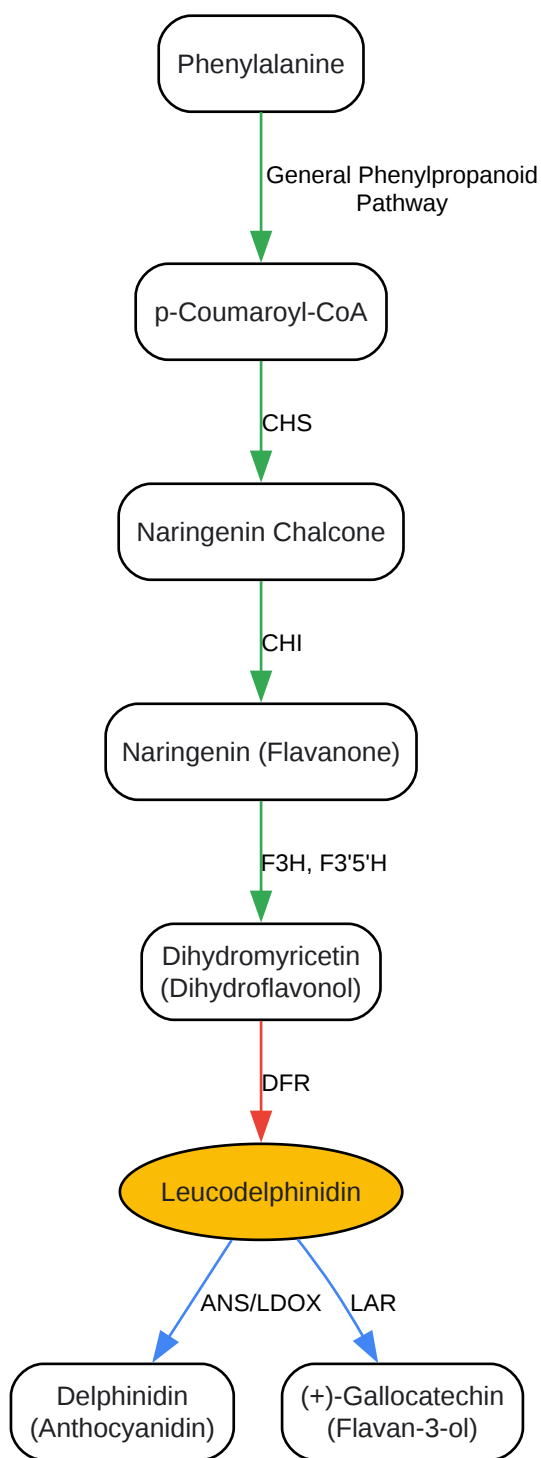 Phenylalanine
General Phenylpropanoid
Pathway
p-Coumaroyl-CoA
CHS
Naringenin Chalcone
CHI
Naringenin (Flavanone)
F3H, F3'5'H
Dihydromyricetin
(Dihydroflavonol)
DFR
Leucodelphinidin
ANS/LDOX
LAR
Delphinidin
(Anthocyanidin)
(+)-Gallocatechin
(Flavan-3-ol)